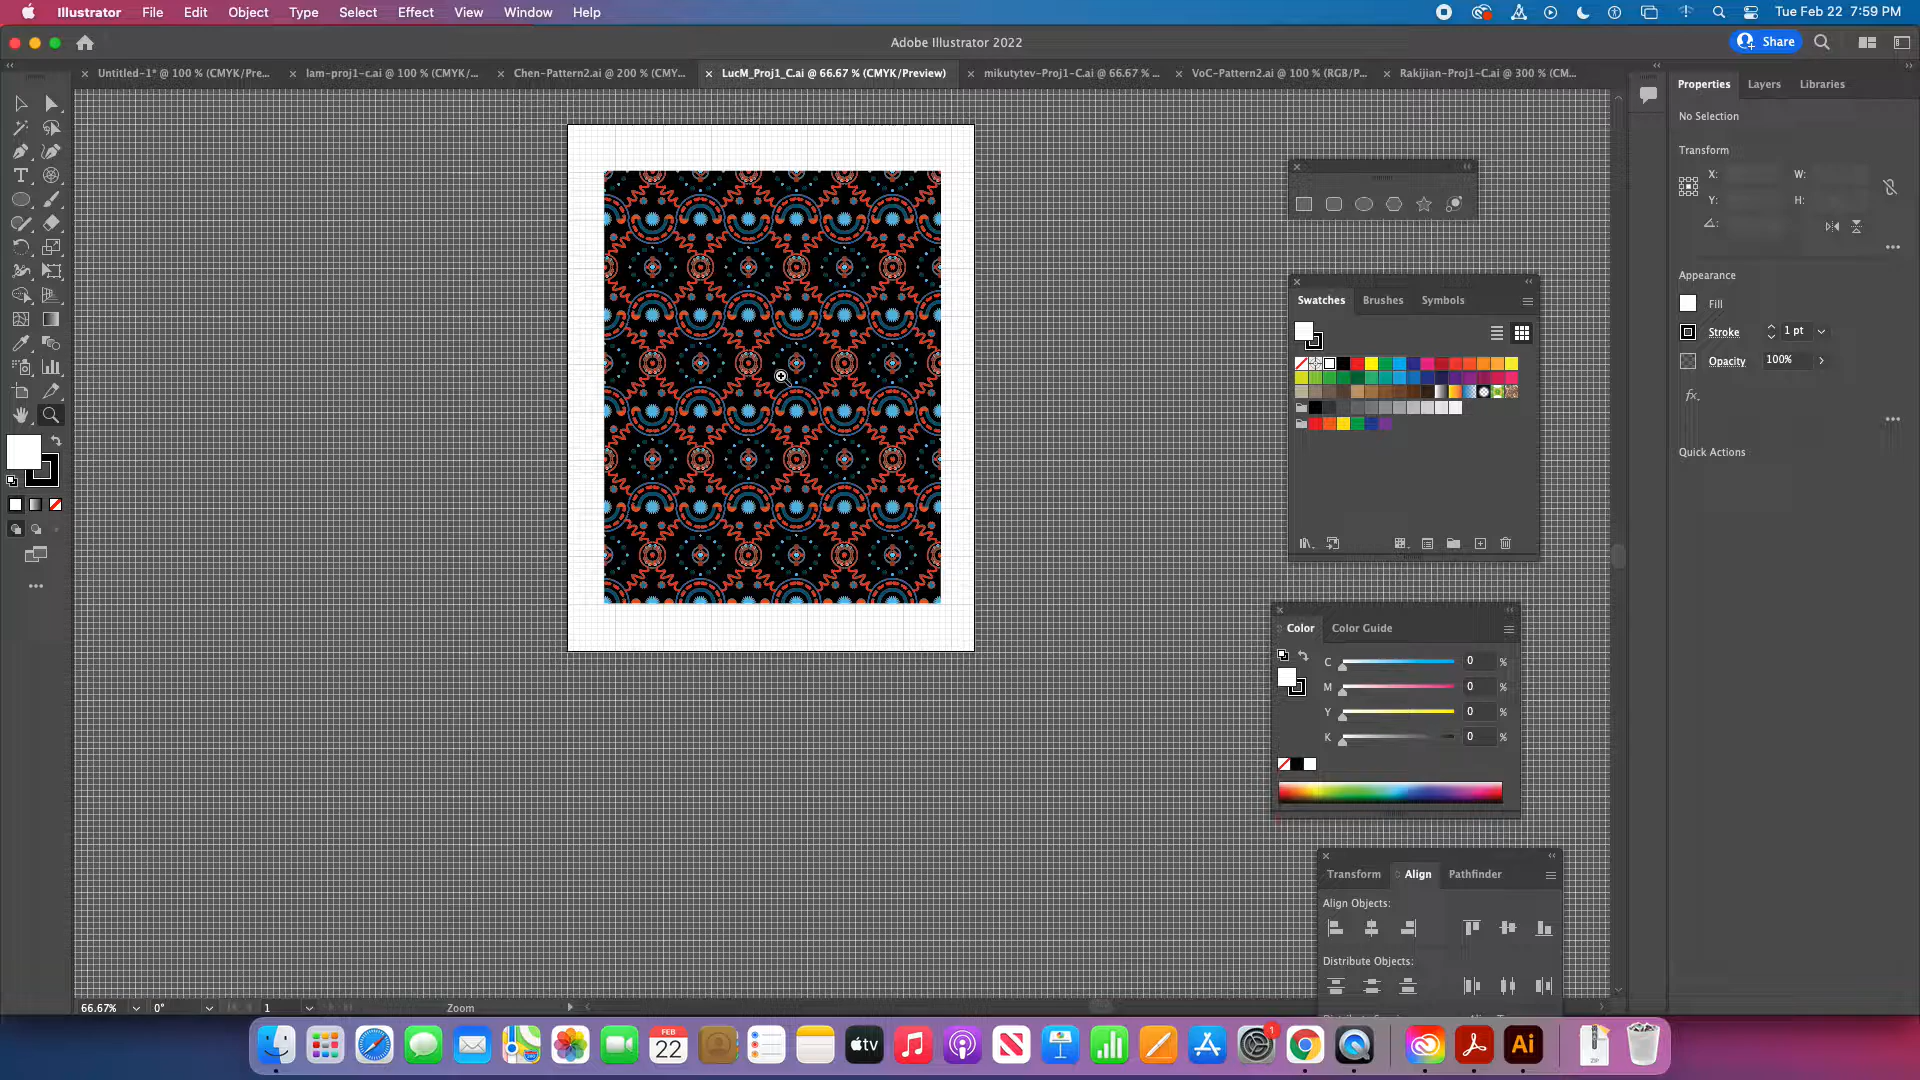 Illustrator File Edit Object Type Select Effect View Window Help Tue Feb 22 7:59 PM
Adobe Illustrator 2022 Share
Untitled-1* @ 100 % (CMYK/Pre... lam-proj1-c.ai @ 100 % (CMYK/... Chen-Pattern2.ai @ 200 % (CMY... LucM_Proj1_C.ai @ 66.67 % (CMYK/Preview) mikutytev-Proj1-C.ai @ 66.67 % ... VoC-Pattern2.ai @ 100 % (RGB/P... Rakijian-Proj1-C.ai @ 300 % (CM...
Properties Layers Libraries
No Selection
Transform
X: W:
Y: H:
Appearance
Fill
Stroke 1 pt
Opacity 100%
fx.
Quick Actions
Swatches Brushes Symbols
Color Color Guide
C 0 %
M 0 %
Y 0 %
K 0 %
Transform Align Pathfinder
Align Objects:
Distribute Objects:
66.67% 0° 1 Zoom
FEB
22
tv
1
ZIP
Ai